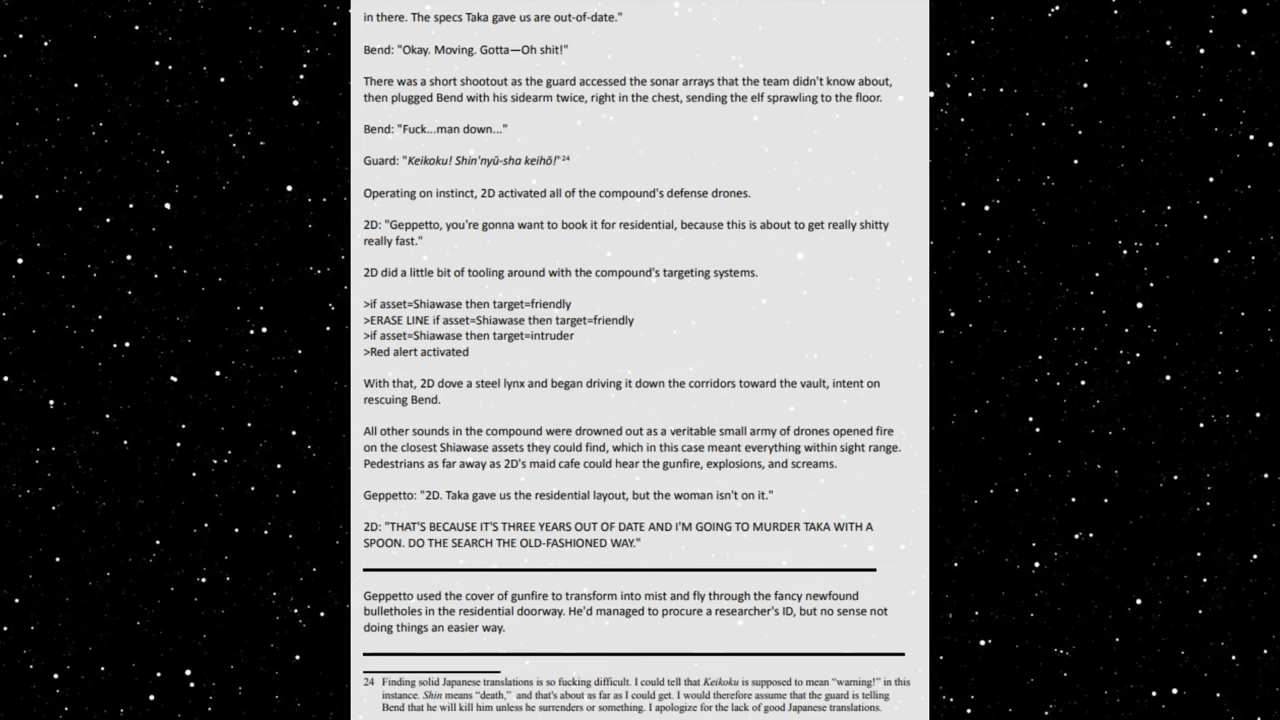 in there. The specs Taka gave us are out-of-date."
Bend: "Okay. Moving. Gotta—Oh shit!"
There was a short shootout as the guard accessed the sonar arrays that the team didn't know about,
then plugged Bend with his sidearm twice, right in the chest, sending the elf sprawling to the floor.
Bend: "Fuck...man down..."
Guard: "Keikoku! Shin'nyū-sha keihō!"24
Operating on instinct, 2D activated all of the compound's defense drones.
2D: "Geppetto, you're gonna want to book it for residential, because this is about to get really shitty
really fast."
2D did a little bit of tooling around with the compound's targeting systems.
>if asset=Shiawase then target=friendly
>ERASE LINE if asset=Shiawase then target=friendly
>if asset=Shiawase then target=intruder
>Red alert activated
With that, 2D dove a steel lynx and began driving it down the corridors toward the vault, intent on
rescuing Bend.
All other sounds in the compound were drowned out as a veritable small army of drones opened fire
on the closest Shiawase assets they could find, which in this case meant everything within sight range.
Pedestrians as far away as 2D's maid cafe could hear the gunfire, explosions, and screams.
Geppetto: "2D. Taka gave us the residential layout, but the woman isn't on it."
2D: "THAT'S BECAUSE IT'S THREE YEARS OUT OF DATE AND I'M GOING TO MURDER TAKA WITH A
SPOON. DO THE SEARCH THE OLD-FASHIONED WAY."
Geppetto used the cover of gunfire to transform into mist and fly through the fancy newfound
bulletholes in the residential doorway. He'd managed to procure a researcher's ID, but no sense not
doing things an easier way.
24 Finding solid Japanese translations is so fucking difficult. I could tell that Keikoku is supposed to mean “warning!” in this
instance. Shin means “death,” and that's about as far as I could get. I would therefore assume that the guard is telling
Bend that he will kill him unless he surrenders or something. I apologize for the lack of good Japanese translations.